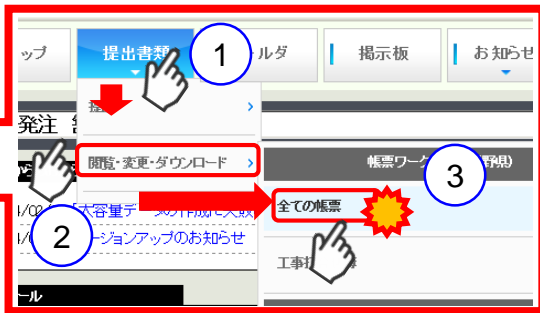 ップ 提出書類 ① ルダ 掲示板 お知らせ
発注
閲覧・変更・ダウンロード
帳票ワーク 県)
③
全ての帳票
大容量データの作成に失敗
②
ージョンアップのお知らせ
工事
ール